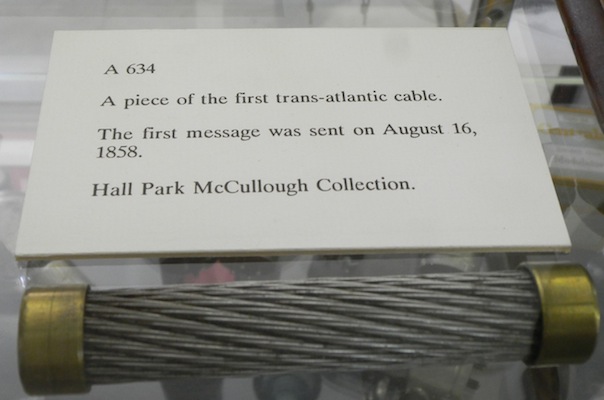 A 634
A piece of the first trans-atlantic cable.
The first message was sent on August 16,
1858.
Hall Park McCullough Collection.